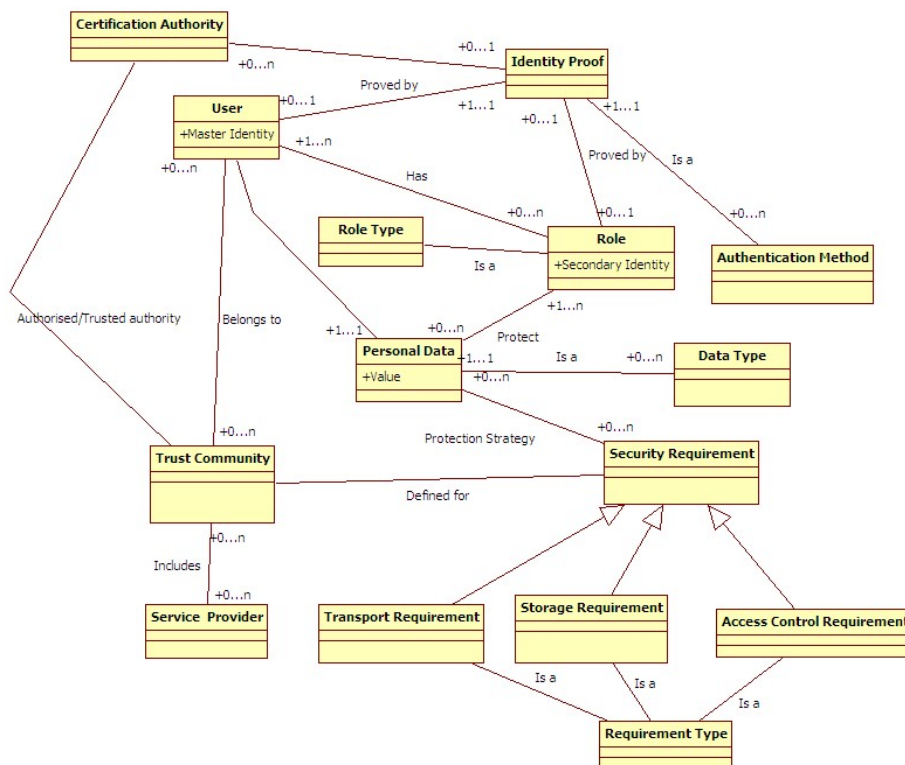 Certification Authority
+0...1
+0...n
Identity Proof
Proved by
+0...1
User
+1...1
+1...1
+0...1
+Master Identity
+1...n
Proved by
Is a
+0...n
Has
+0...n
+0...1
+0...n
Role Type
Role
Is a
+Secondary Identity
Authentication Method
+1...n
Authorised/Trusted authority
Belongs to
+1...1
+0...n
Protect
Personal Data
+1...1
Is a
+0...n
Data Type
+Value
+0...n
+0...n
Protection Strategy
+0...n
Trust Community
Security Requirement
Defined for
+0...n
Includes
+0...n
Service Provider
Transport Requirement
Storage Requirement
Access Control Requirement
Is a
Is a
Is a
Requirement Type